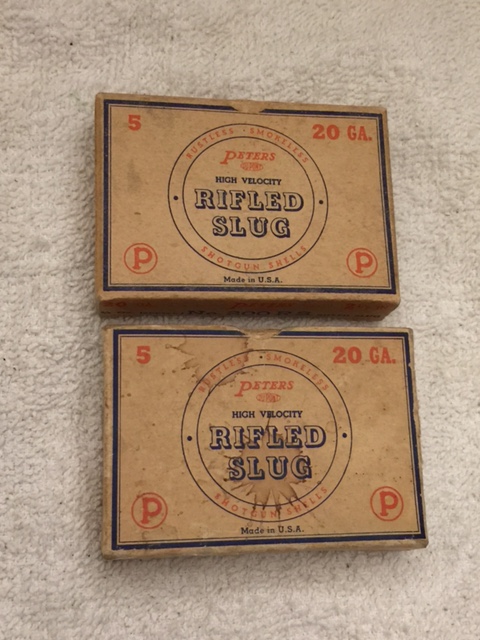 5 20 GA.
RUSTLESS • SMOKELESS
PETERS
HIGH VELOCITY
RIFLED
SLUG
SHOTGUN SHELLS
P P
Made in U.S.A.
5 20 GA.
RUSTLESS • SMOKELESS
PETERS
HIGH VELOCITY
RIFLED
SLUG
SHOTGUN SHELLS
P P
Made in U.S.A.